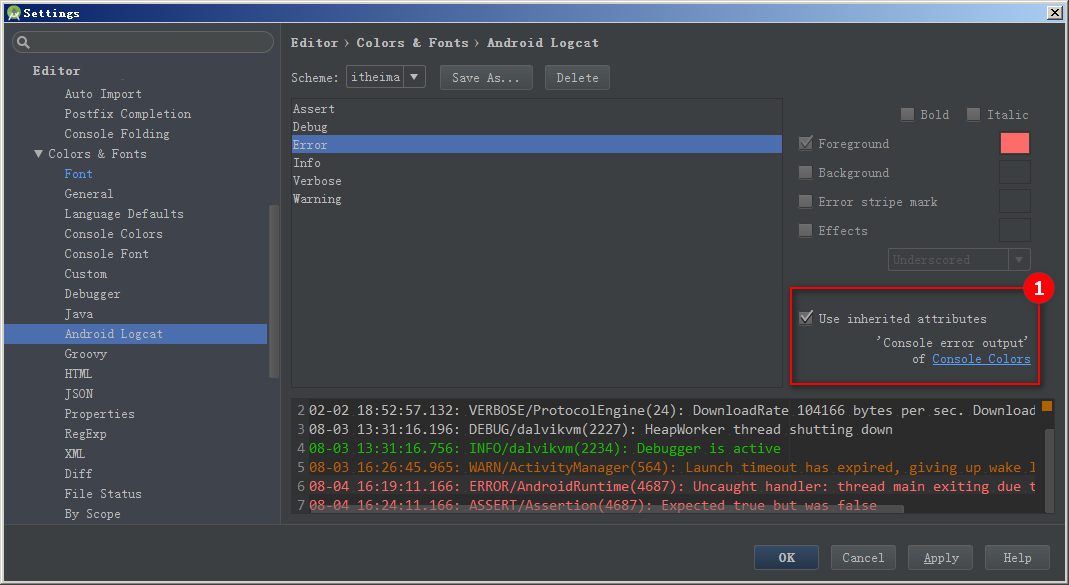 Settings
Editor
Auto Import
Postfix Completion
Console Folding
Colors & Fonts
Font
General
Language Defaults
Console Colors
Console Font
Custom
Debugger
Java
Android Logcat
Groovy
HTML
JSON
Properties
RegExp
XML
Diff
File Status
By Scope
Editor › Colors & Fonts › Android Logcat
Scheme: itheima Save As... Delete
Assert
Debug
Error
Info
Verbose
Warning
Bold Italic
Foreground
Background
Error stripe mark
Effects
Underscored
1
Use inherited attributes
'Console error output'
of Console Colors
2 02-02 18:52:57.132: VERBOSE/ProtocolEngine(24): DownloadRate 104166 bytes per sec. Download
3 08-03 13:31:16.196: DEBUG/dalvikvm(2227): HeapWorker thread shutting down
4 08-03 13:31:16.756: INFO/dalvikvm(2234): Debugger is active
5 08-03 16:26:45.965: WARN/ActivityManager(564): Launch timeout has expired, giving up wake l
6 08-04 16:19:11.166: ERROR/AndroidRuntime(4687): Uncaught handler: thread main exiting due t
7 08-04 16:24:11.166: ASSERT/Assertion(4687): Expected true but was false
OK Cancel Apply Help